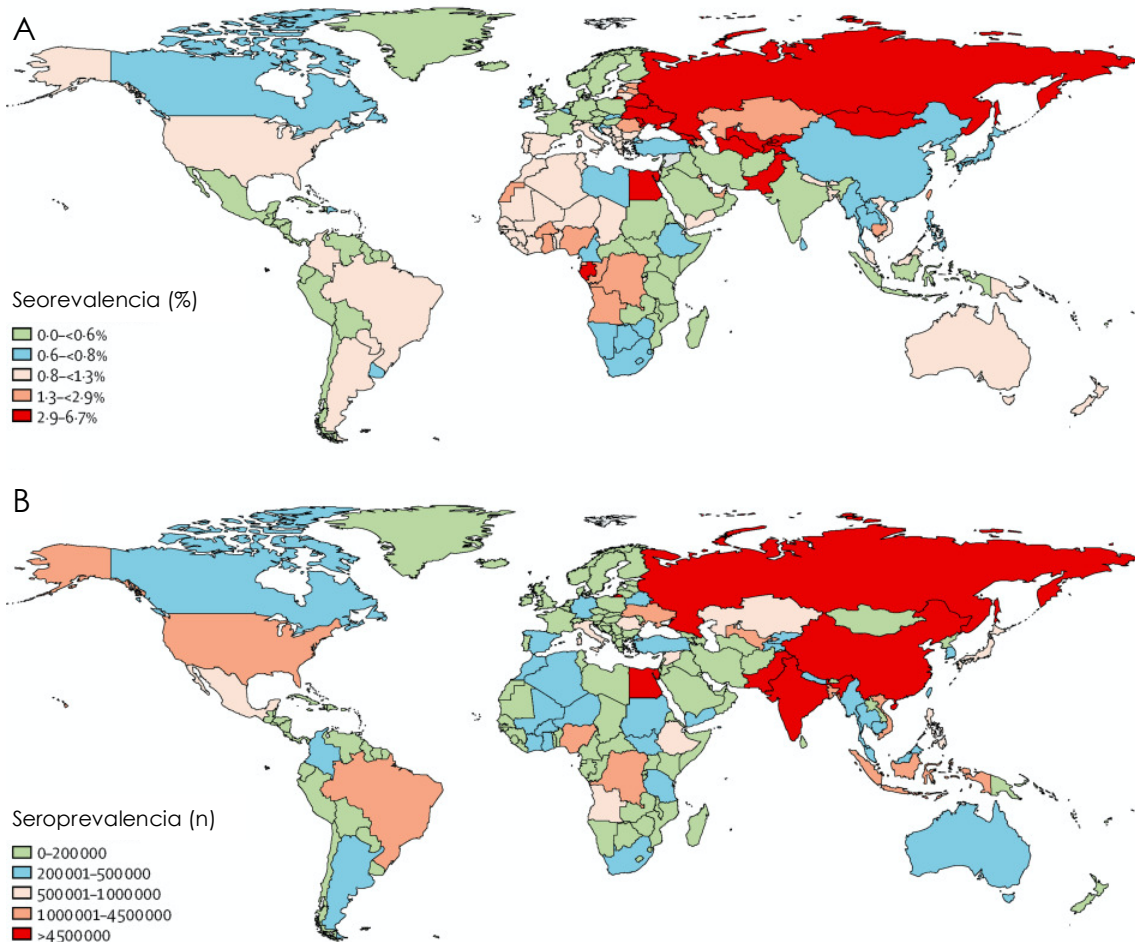 A
Seorevalencia (%)
0·0–<0·6%
0·6–<0·8%
0·8–<1·3%
1·3–<2·9%
2·9–6·7%
B
Seroprevalencia (n)
0–200 000
200 001–500 000
500 001–1 000 000
1 000 001–4 500 000
>4 500 000